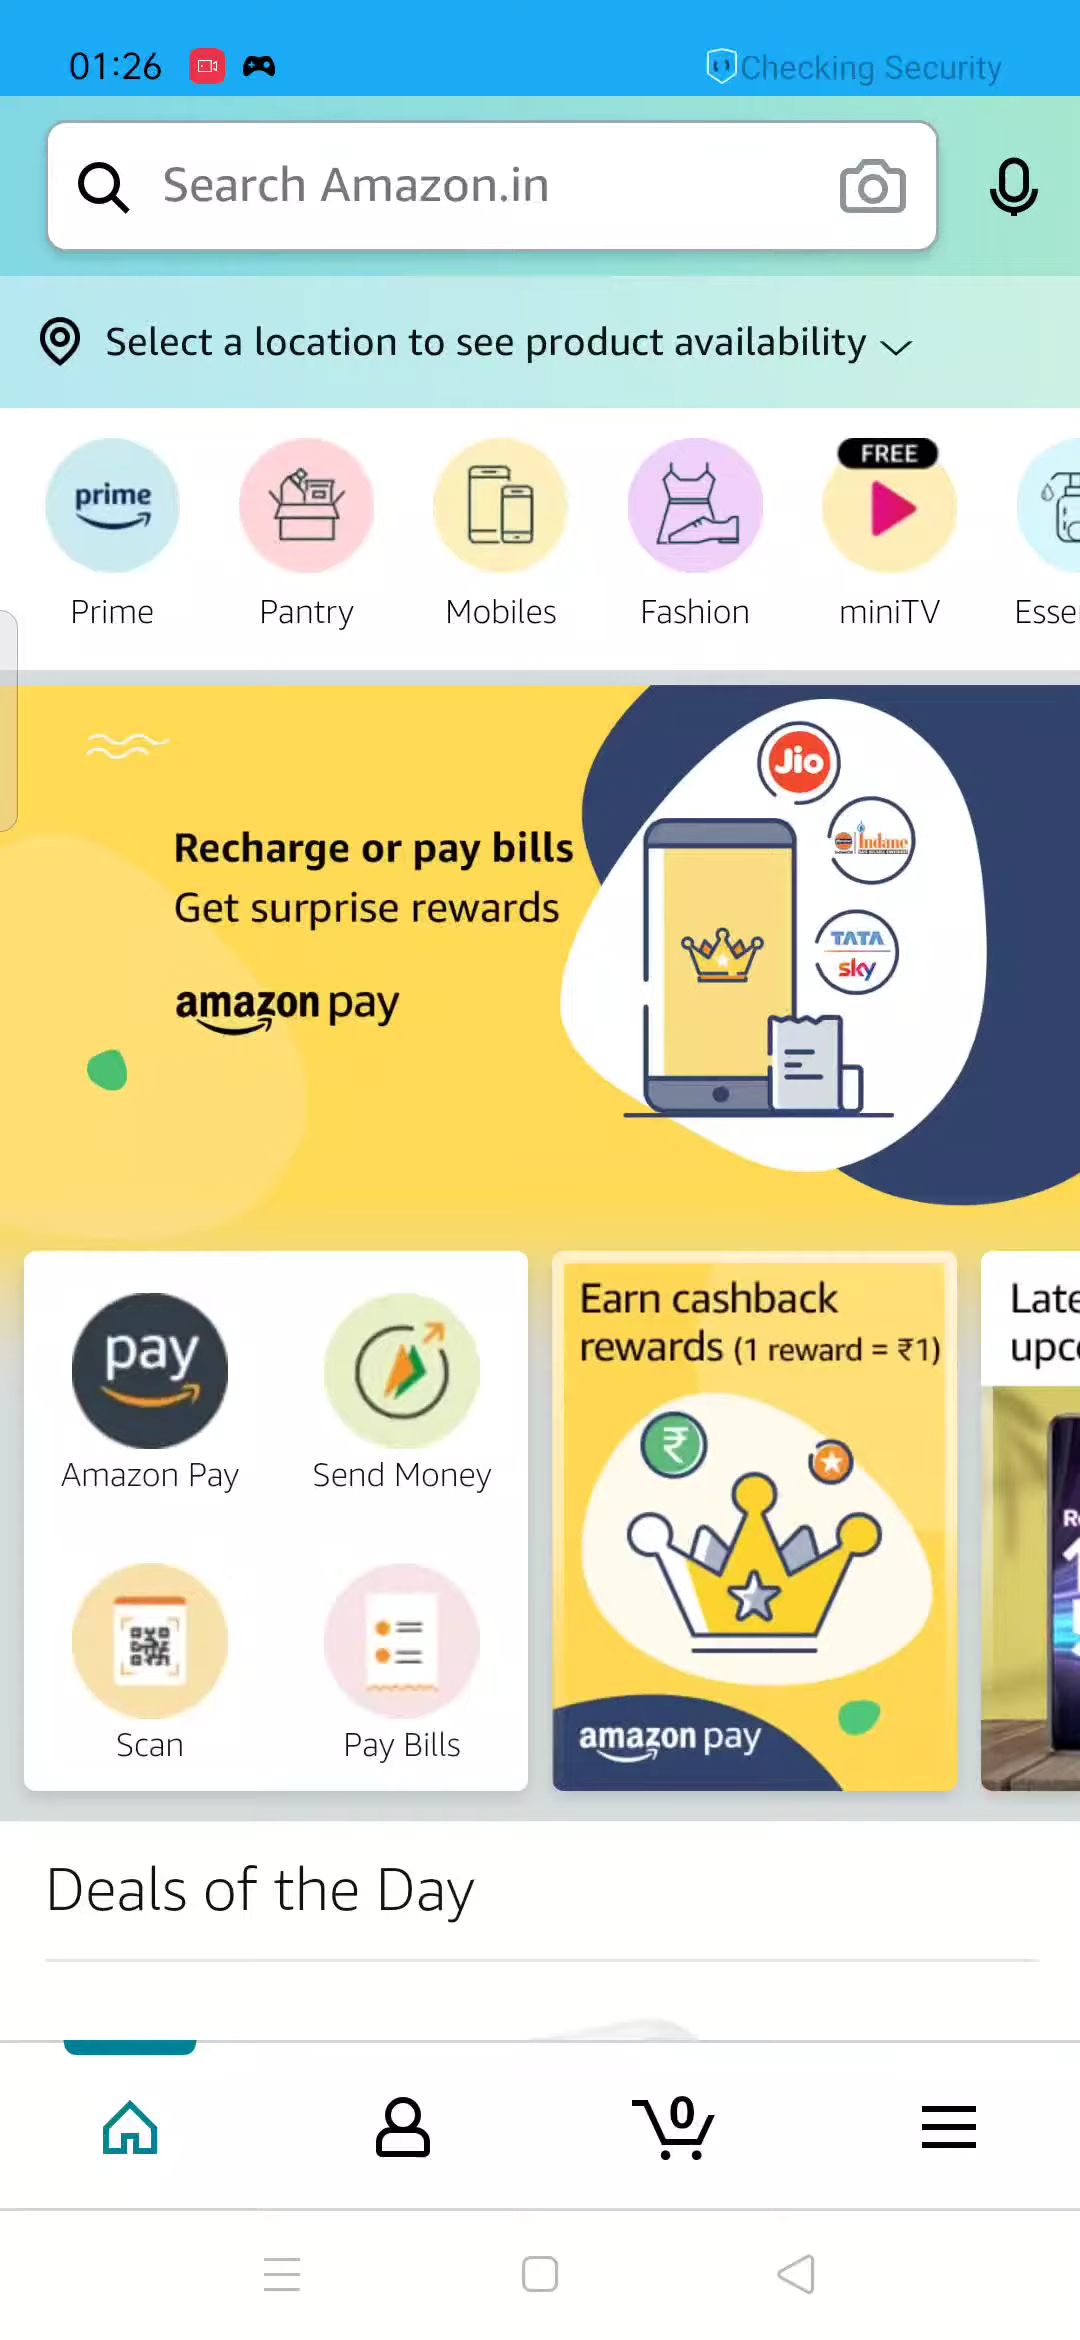 01:26
Checking Security
Search Amazon.in
Select a location to see product availability
prime
FREE
Prime
Pantry
Mobiles
Fashion
miniTV
Esse
Jio
Indane
Recharge or pay bills
Get surprise rewards
TATA
sky
amazon pay
pay
Amazon Pay
Send Money
Scan
Pay Bills
Earn cashback
rewards (1 reward = ₹1)
₹
amazon pay
Late
upc
Deals of the Day
0